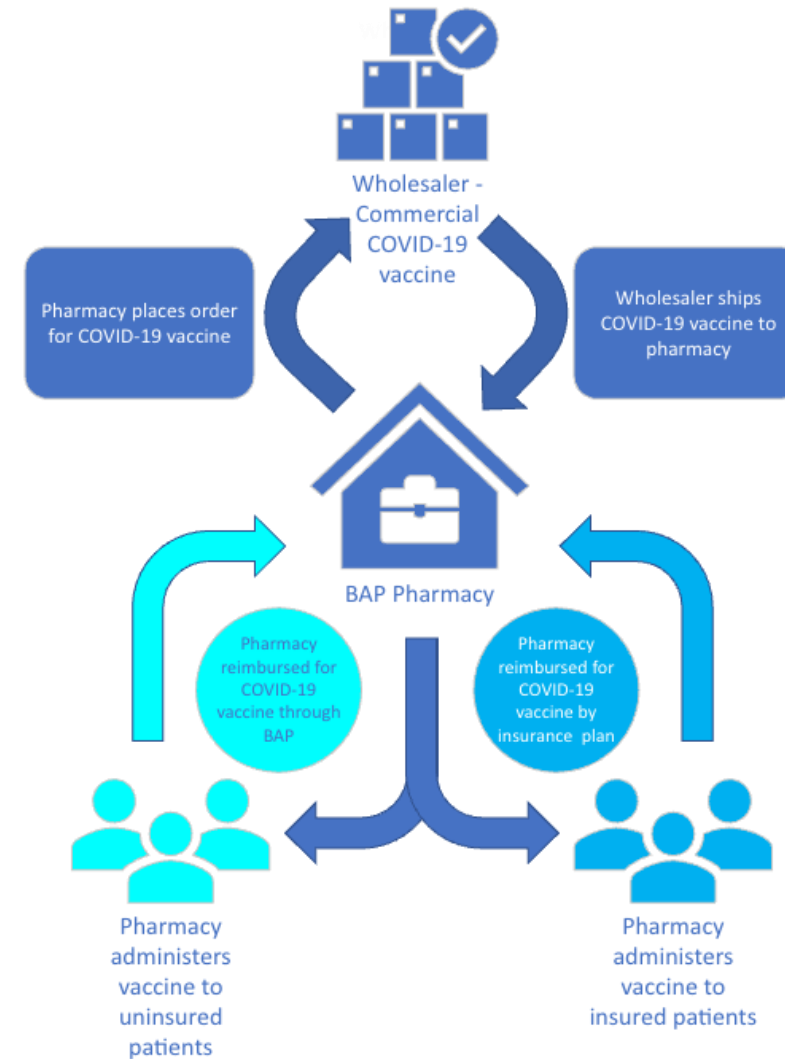 Wholesaler -
Commercial
COVID-19
vaccine
Pharmacy places order
for COVID-19 vaccine
Wholesaler ships
COVID-19 vaccine to
pharmacy
BAP Pharmacy
Pharmacy
reimbursed for
COVID-19
vaccine through
BAP
Pharmacy
reimbursed for
COVID-19
vaccine by
insurance plan
Pharmacy
administers
vaccine to
uninsured
patients
Pharmacy
administers
vaccine to
insured patients